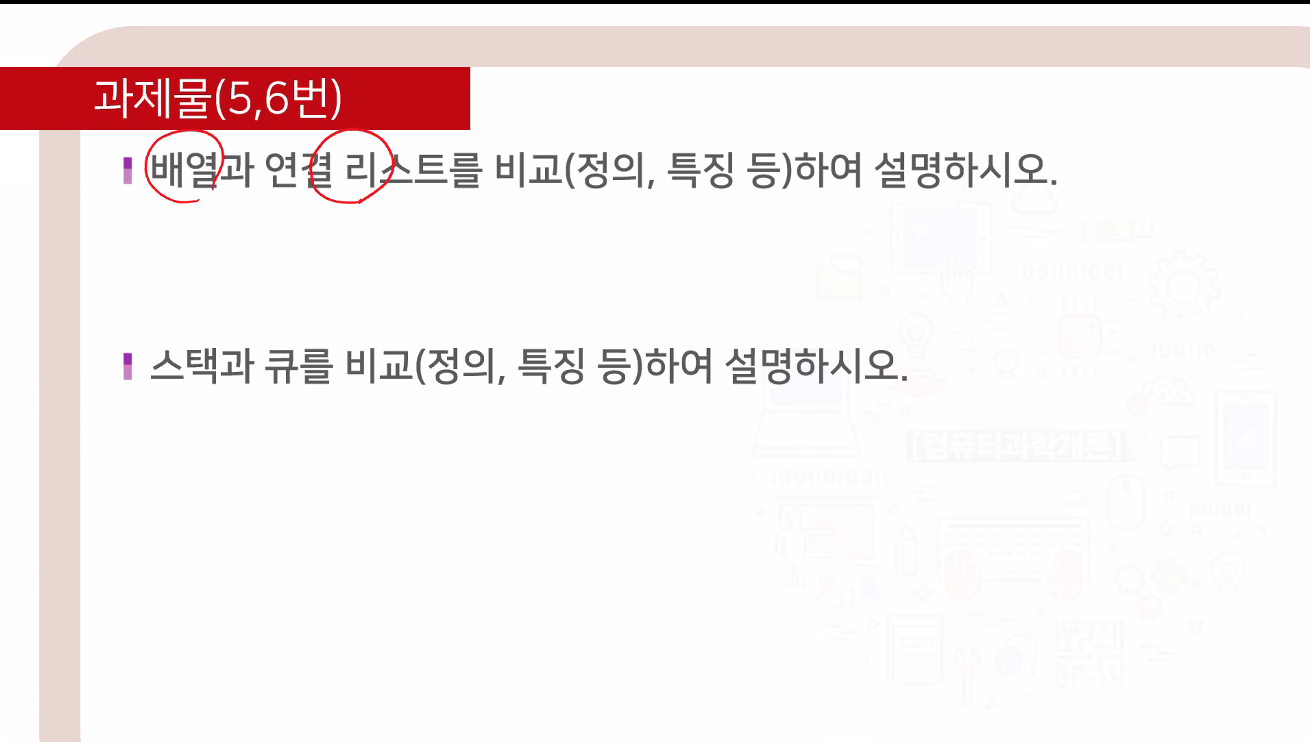 과제물(5,6번)
배열과 연결 리스트를 비교(정의, 특징 등)하여 설명하시오.
스택과 큐를 비교(정의, 특징 등)하여 설명하시오.
1001101001
10110
[컴퓨터과학개론]
1001101001
1101001